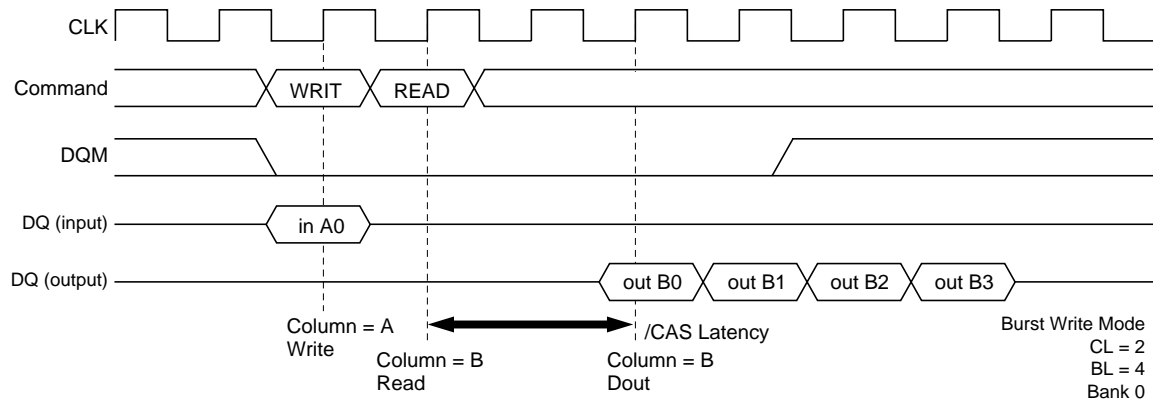 CLK
Command
WRIT
READ
DQM
DQ (input)
in A0
DQ (output)
out B0
out B1
out B2
out B3
Column = A
Write
Column = B
Read
/CAS Latency
Column = B
Dout
Burst Write Mode
CL = 2
BL = 4
Bank 0